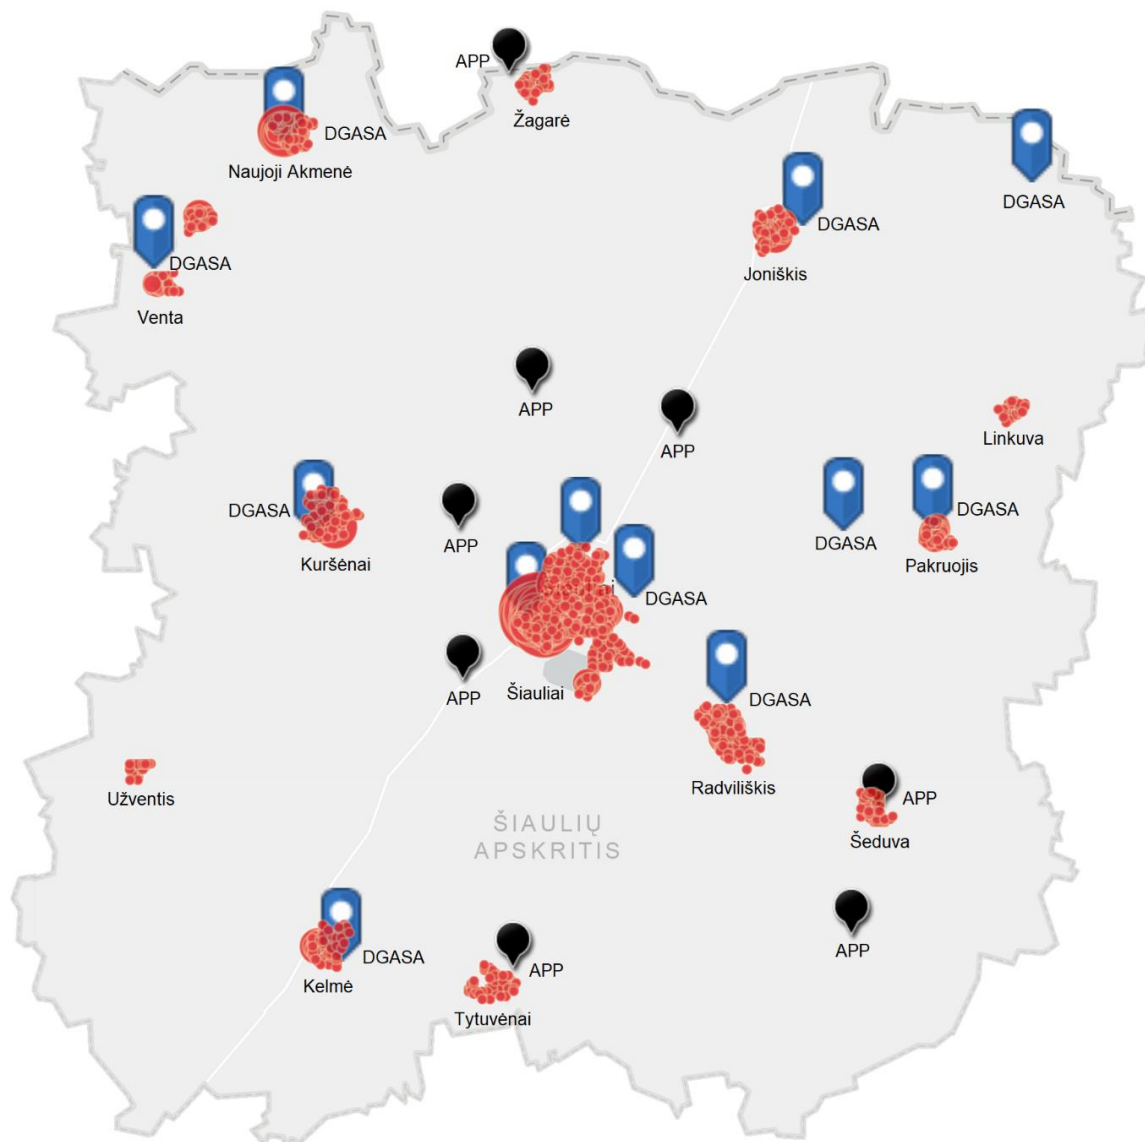 APP
Žagarė
DGASA
Naujoji Akmenė
DGASA
DGASA
DGASA
Joniškis
Venta
APP
APP
Linkuva
DGASA
Kuršėnai
APP
DGASA
DGASA
Pakruojis
DGASA
APP
Šiauliai
DGASA
Radviliškis
Užventis
APP
Šeduva
ŠIAULIŲ
APSKRITIS
APP
DGASA
Kelmė
APP
Tytuvėnai